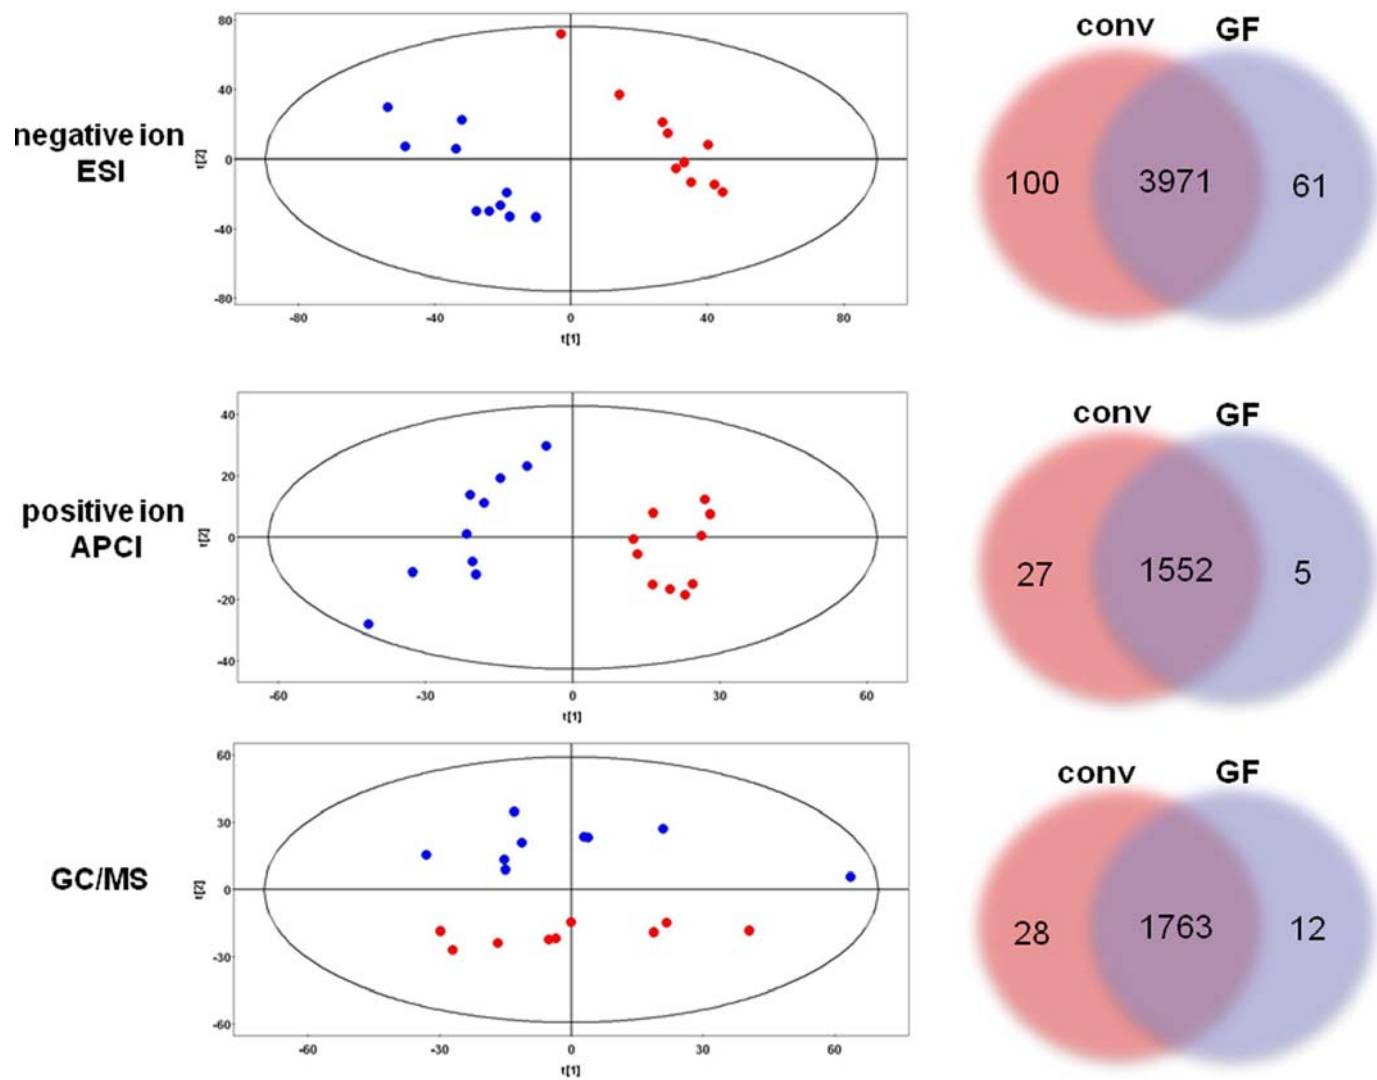 conv GF
80
40
0
-40
-80
t[2]
negative ion
ESI
100 3971 61
-80 -40 0 40 80
t[1]
conv GF
40
20
0
-20
-40
t[2]
positive ion
APCI
27 1552 5
-60 -30 0 30 60
t[1]
conv GF
60
30
0
-30
-60
t[2]
GC/MS
28 1763 12
-60 -30 0 30 60
t[1]